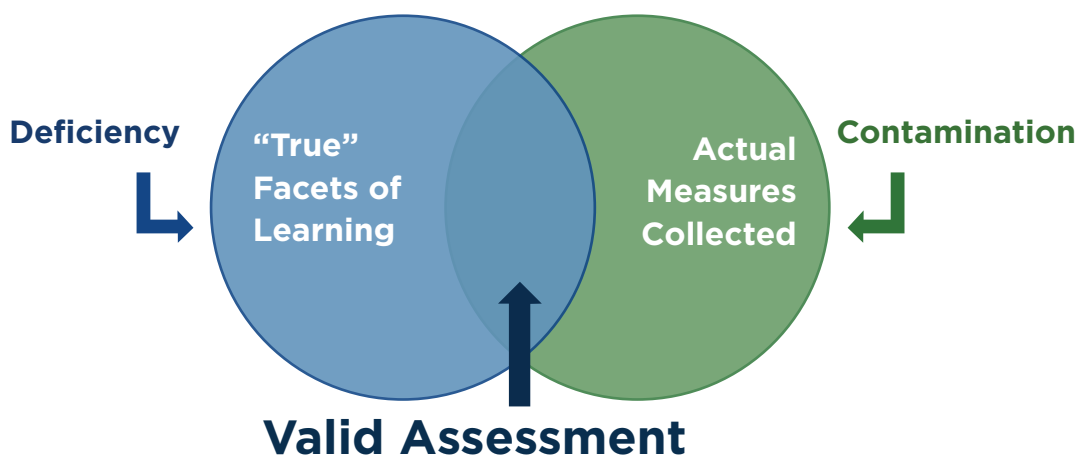 Deficiency
“True”
Facets of
Learning
Actual
Measures
Collected
Contamination
Valid Assessment